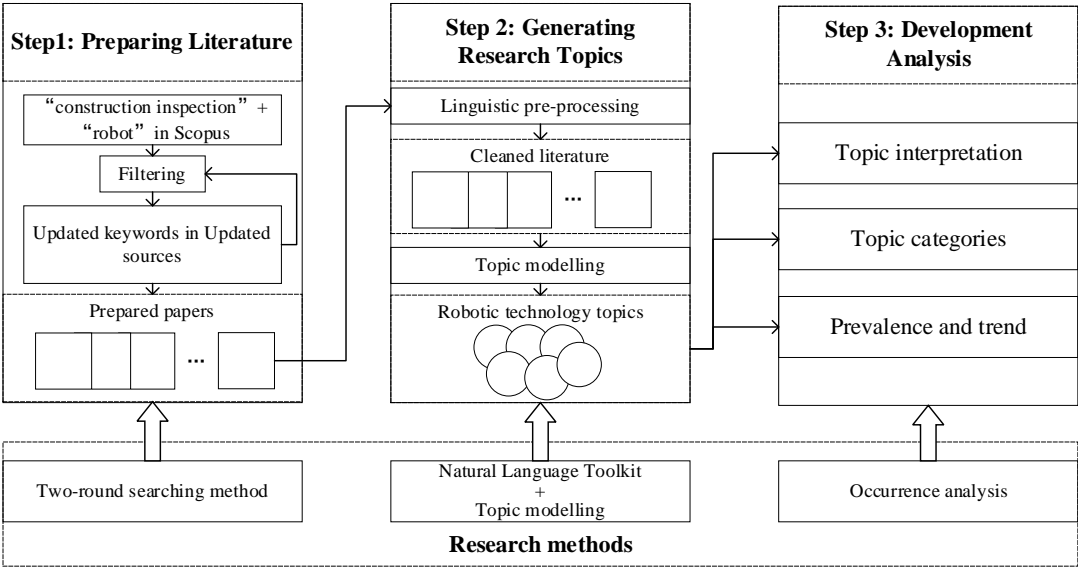 Step1: Preparing Literature
“construction inspection” +
“robot” in Scopus
Filtering
Updated keywords in Updated
sources
Prepared papers
...
Step 2: Generating
Research Topics
Linguistic pre-processing
Cleaned literature
...
Topic modelling
Robotic technology topics
Step 3: Development
Analysis
Topic interpretation
Topic categories
Prevalence and trend
Two-round searching method
Natural Language Toolkit
+
Topic modelling
Occurrence analysis
Research methods